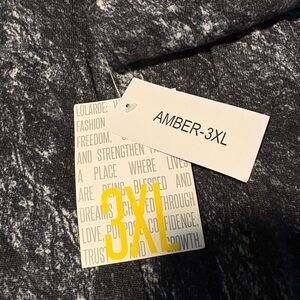 LULAROE:
FASHION
FREEDOM.
AND STRENGTHEN
A PLACE WHERE LIVES
ARE BEING BLESSED AND
DREAMS THROUGH
LOVE, PURPOSE, CONFIDENCE,
TRUST GROWTH.
3XL
AMBER-3XL